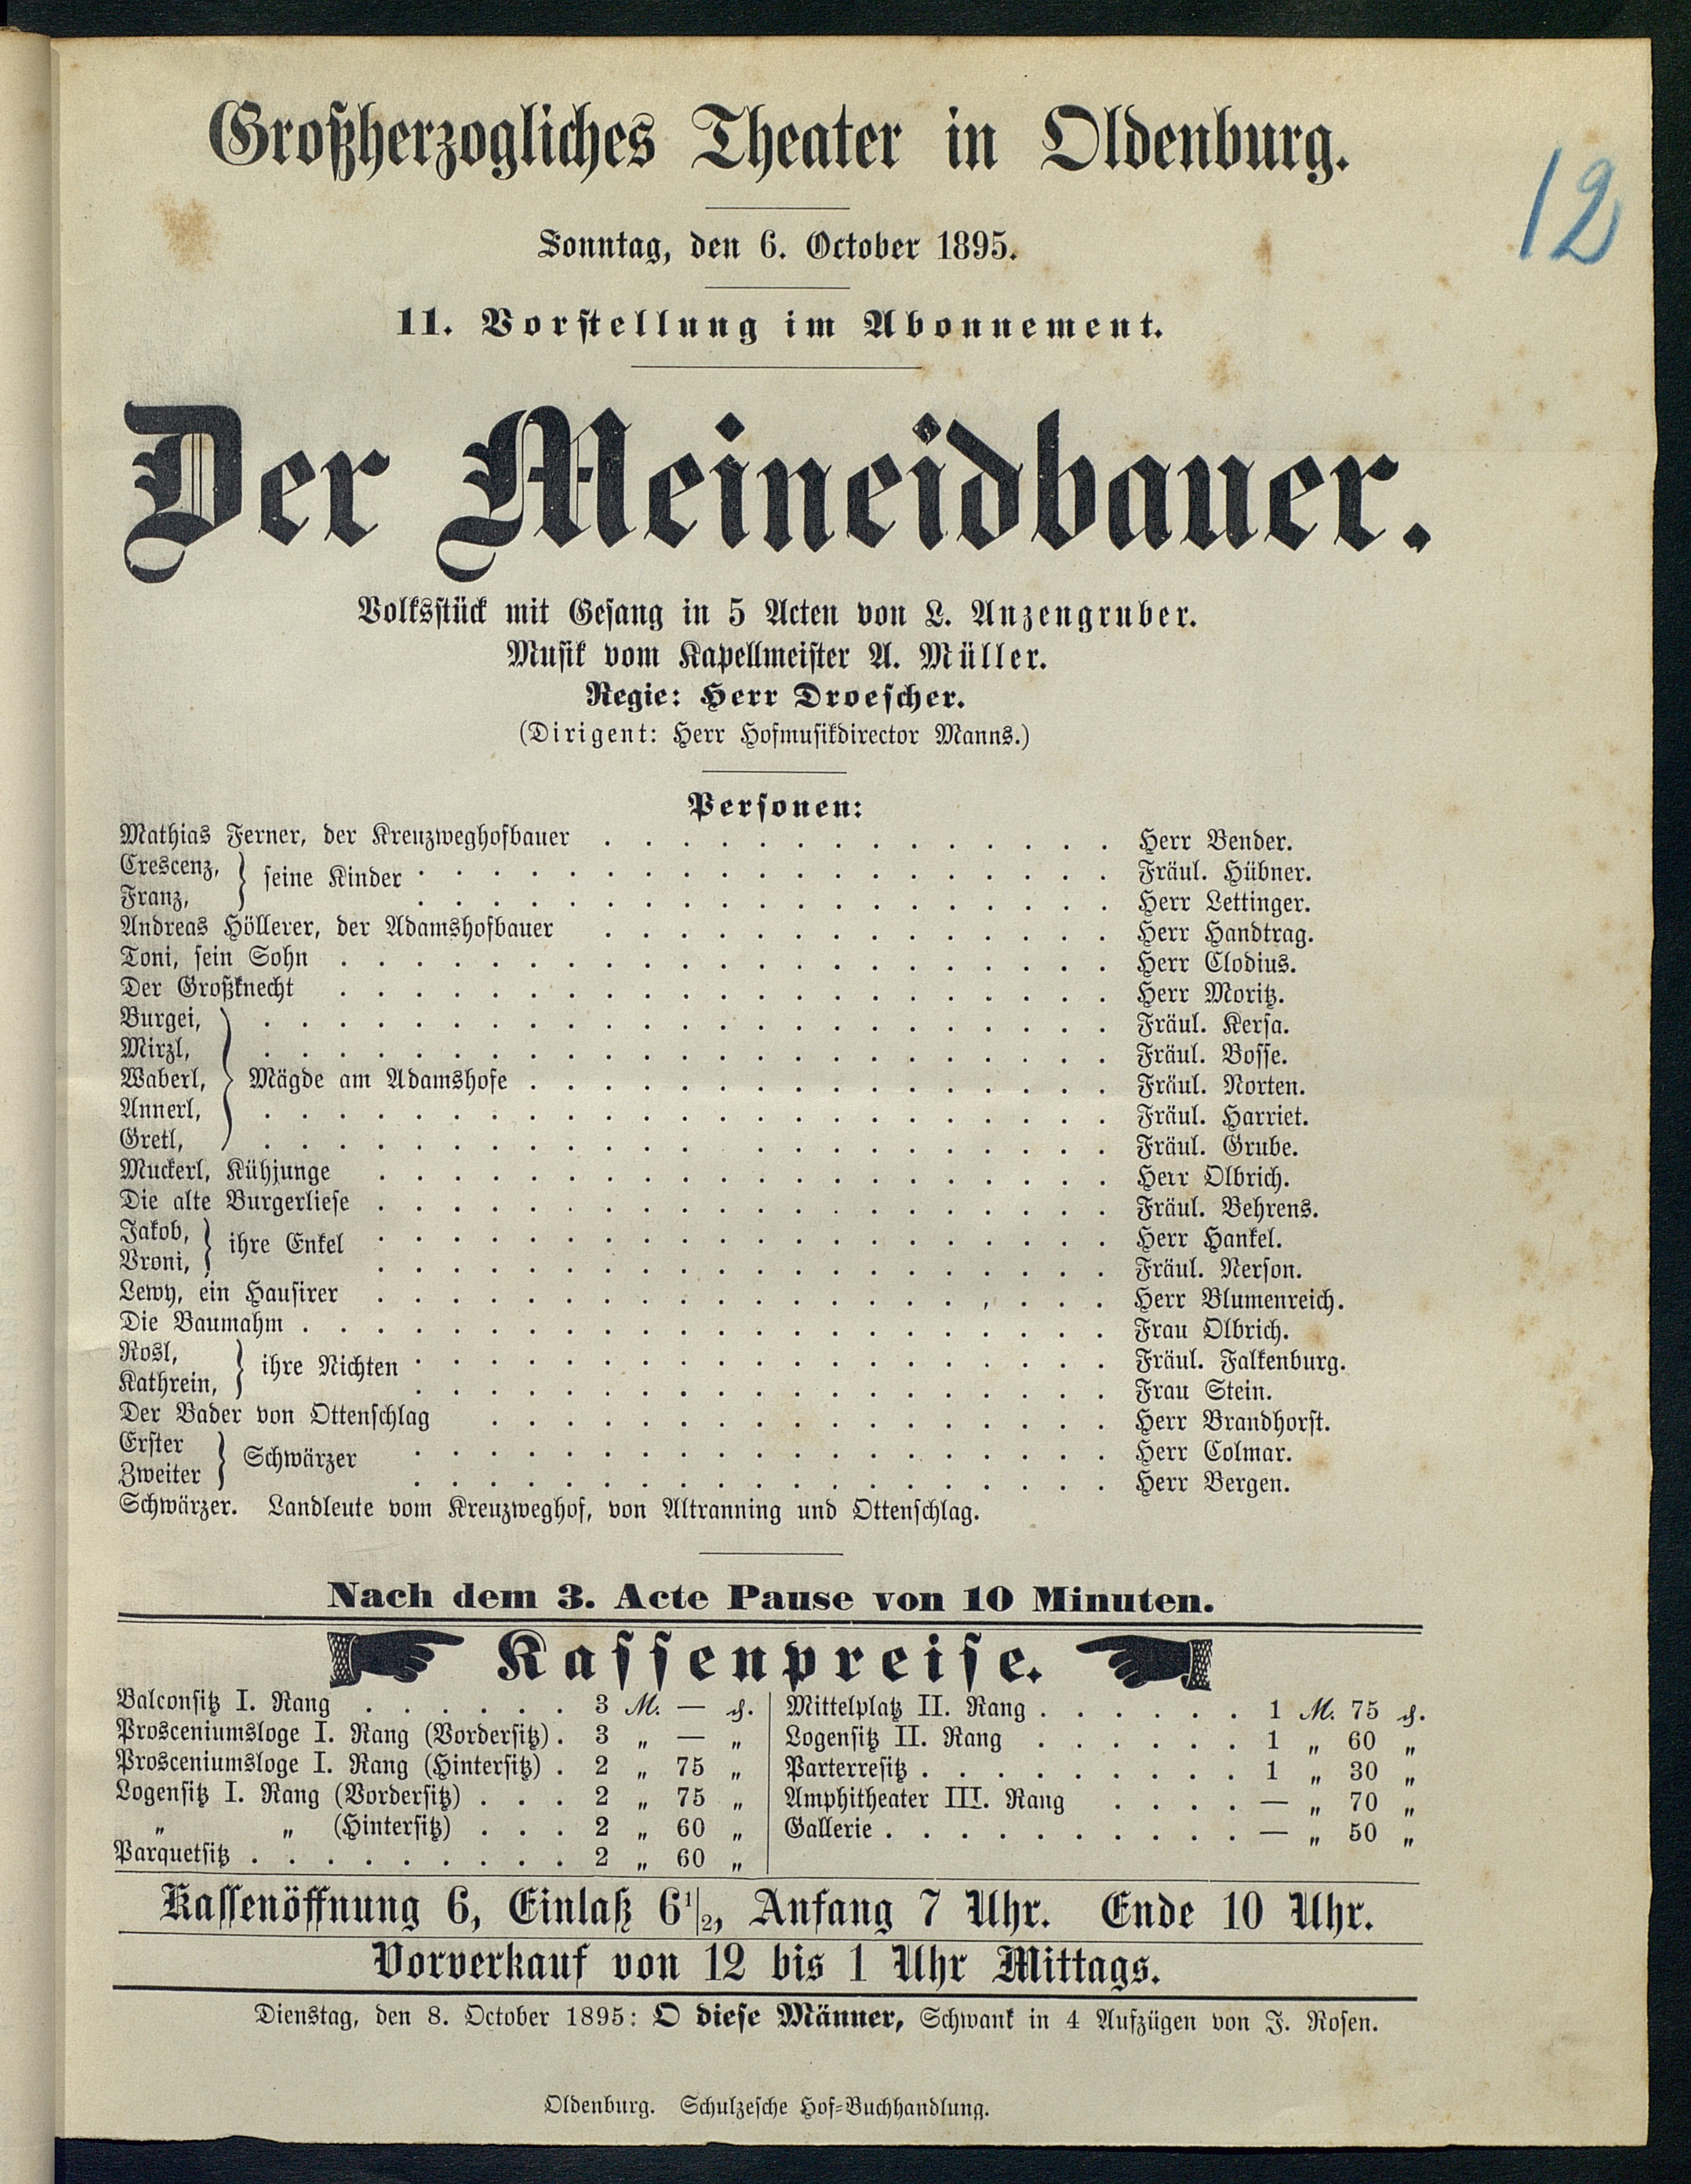 Großherzogliches Theater in Oldenburg.
12
Sonntag, den 6. October 1895.
11. Vorstellung im Abonnement.
Der Meineidbauer.
Volksstück mit Gesang in 5 Acten von L. Anzengruber.
Musik vom Kapellmeister A. Müller.
Regie: Herr Droescher.
(Dirigent: Herr Hofmusikdirector Manns.)
Personen:
Mathias Ferner, der Kreuzweghofbauer . . . . . . . . . . . . . . Herr Bender.
Crescenz, } seine Kinder . . . . . . . . . . . . . . . . . . . Fräul. Hübner.
Franz, . . . . . . . . . . . . . . . . . . . Herr Lettinger.
Andreas Höllerer, der Adamshofbauer . . . . . . . . . . . . . . Herr Handtrag.
Toni, sein Sohn . . . . . . . . . . . . . . . . . . . . . Herr Clodius.
Der Großknecht . . . . . . . . . . . . . . . . . . . . . Herr Moritz.
Burgei, . . . . . . . . . . . . . . . . . . . . . . . Fräul. Kersa.
Mirzl, . . . . . . . . . . . . . . . . . . . . . . . Fräul. Bosse.
Waberl, } Mägde am Adamshofe . . . . . . . . . . . . . . . . Fräul. Norten.
Annerl, . . . . . . . . . . . . . . . . . . . . . . . Fräul. Harriet.
Gretl, . . . . . . . . . . . . . . . . . . . . . . . Fräul. Grube.
Muckerl, Kühjunge . . . . . . . . . . . . . . . . . . . . Herr Olbrich.
Die alte Burgerliese . . . . . . . . . . . . . . . . . . . . Fräul. Behrens.
Jakob, } ihre Enkel . . . . . . . . . . . . . . . . . . . . Herr Hankel.
Vroni, . . . . . . . . . . . . . . . . . . . . Fräul. Nerson.
Lewy, ein Hausirer . . . . . . . . . . . . . . . . . . . . Herr Blumenreich.
Die Baumahm . . . . . . . . . . . . . . . . . . . . . . Frau Olbrich.
Rosl, } ihre Nichten . . . . . . . . . . . . . . . . . . . Fräul. Falkenburg.
Kathrein, . . . . . . . . . . . . . . . . . . . Frau Stein.
Der Bader von Ottenschlag . . . . . . . . . . . . . . . . . Herr Brandhorst.
Erster } Schwärzer . . . . . . . . . . . . . . . . . . . Herr Colmar.
Zweiter . . . . . . . . . . . . . . . . . . . Herr Bergen.
Schwärzer. Landleute vom Kreuzweghof, von Altranning und Ottenschlag.
Nach dem 3. Acte Pause von 10 Minuten.
Kassenpreise.
Balconsitz I. Rang . . . . . . 3 M. — ₰.
Prosceniumsloge I. Rang (Vordersitz) . 3 „ — „
Prosceniumsloge I. Rang (Hintersitz) . 2 „ 75 „
Logensitz I. Rang (Vordersitz) . . . 2 „ 75 „
„ „ (Hintersitz) . . . 2 „ 60 „
Parquetsitz . . . . . . . . . 2 „ 60 „
Mittelplatz II. Rang . . . . . . 1 M. 75 ₰.
Logensitz II. Rang . . . . . . 1 „ 60 „
Parterresitz . . . . . . . . . 1 „ 30 „
Amphitheater III. Rang . . . . — „ 70 „
Gallerie . . . . . . . . . . . — „ 50 „
Kassenöffnung 6, Einlaß 6 1/2, Anfang 7 Uhr. Ende 10 Uhr.
Vorverkauf von 12 bis 1 Uhr Mittags.
Dienstag, den 8. October 1895: O diese Männer, Schwank in 4 Aufzügen von J. Rosen.
Oldenburg. Schulzesche Hof-Buchhandlung.